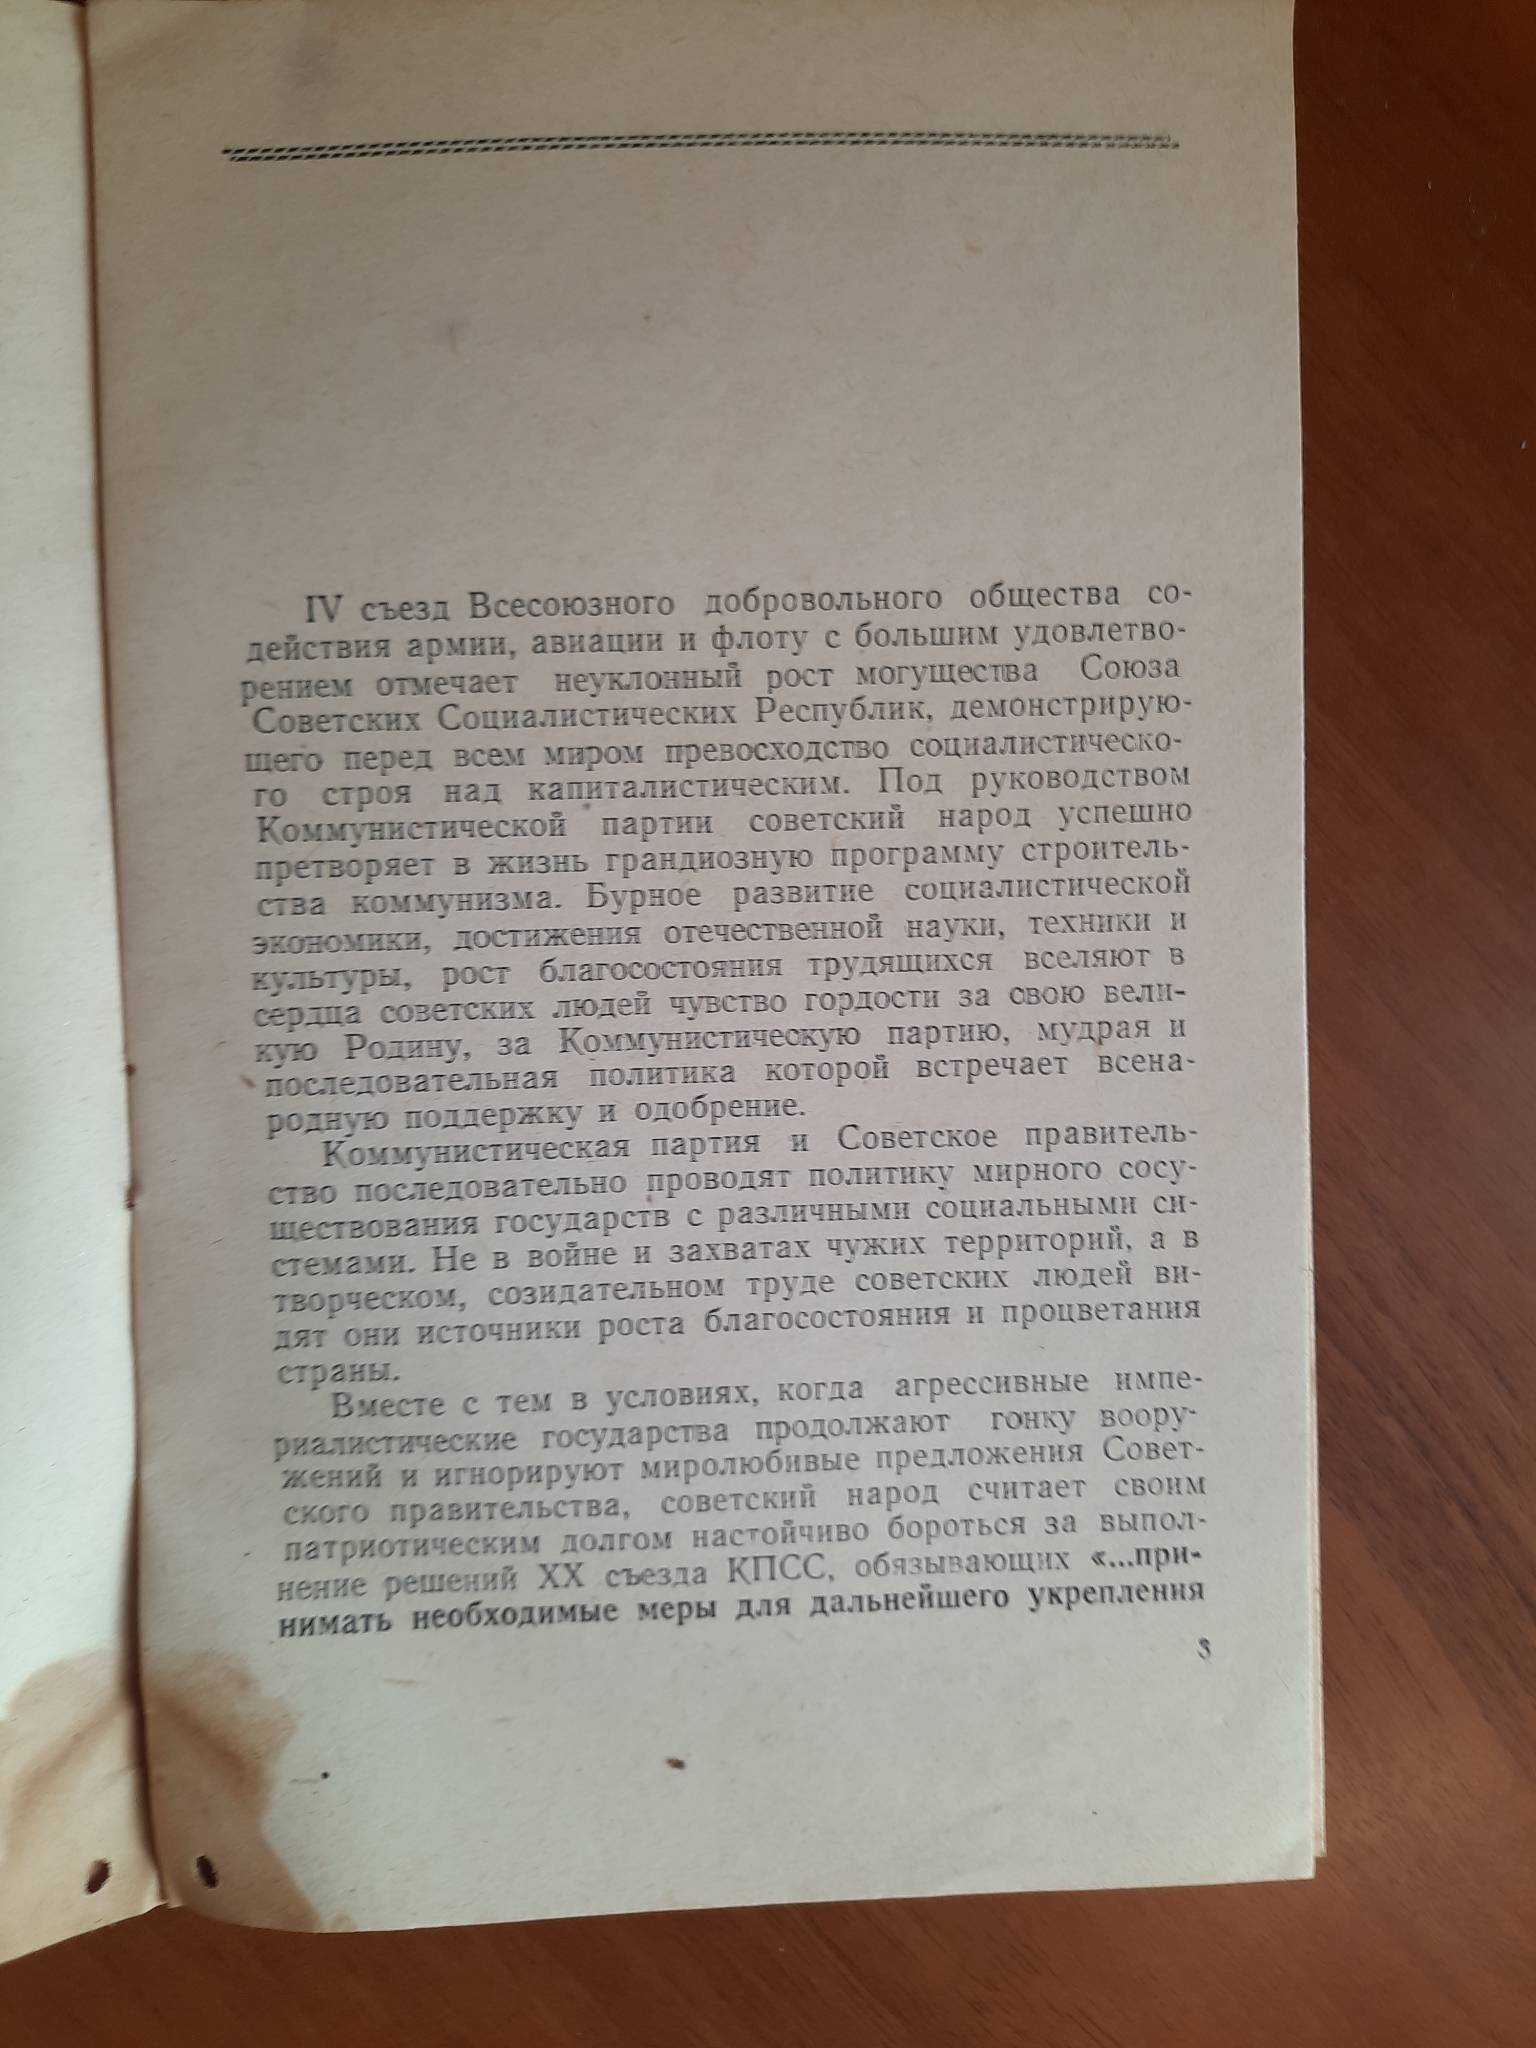 IV съезд Всесоюзного добровольного общества со-
действия армии, авиации и флоту с большим удовлетво-
рением отмечает неуклонный рост могущества Союза
Советских Социалистических Республик, демонстрирую-
щего перед всем миром превосходство социалистическо-
го строя над капиталистическим. Под руководством
Коммунистической партии советский народ успешно
претворяет в жизнь грандиозную программу строитель-
ства коммунизма. Бурное развитие социалистической
экономики, достижения отечественной науки, техники и
культуры, рост благосостояния трудящихся вселяют в
сердца советских людей чувство гордости за свою вели-
кую Родину, за Коммунистическую партию, мудрая и
последовательная политика которой встречает всена-
родную поддержку и одобрение.
Коммунистическая партия и Советское правитель-
ство последовательно проводят политику мирного сосу-
ществования государств с различными социальными си-
стемами. Не в войне и захватах чужих территорий, а в
творческом, созидательном труде советских людей ви-
дят они источники роста благосостояния и процветания
страны.
Вместе с тем в условиях, когда агрессивные импе-
риалистические государства продолжают гонку воору-
жений и игнорируют миролюбивые предложения Совет-
ского правительства, советский народ считает своим
патриотическим долгом настойчиво бороться за выпол-
нение решений XX съезда КПСС, обязывающих «...при-
нимать необходимые меры для дальнейшего укрепления
3